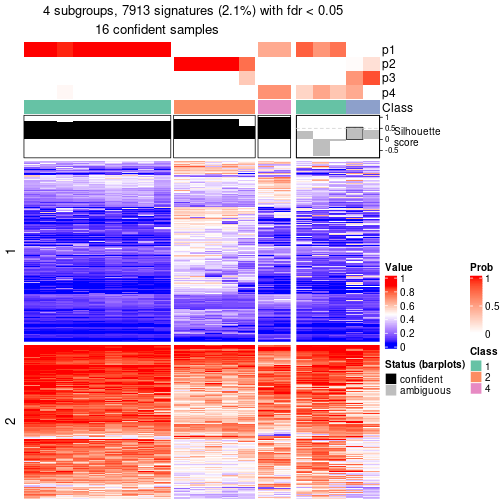 4 subgroups, 7913 signatures (2.1%) with fdr < 0.05
16 confident samples
p1
p2
p3
p4
Class
1
0.5
0
-0.5
Silhouette
score
1
2
Value
1
0.8
0.6
0.4
0.2
0
Prob
1
0.5
0
Status (barplots)
confident
ambiguous
Class
1
2
4